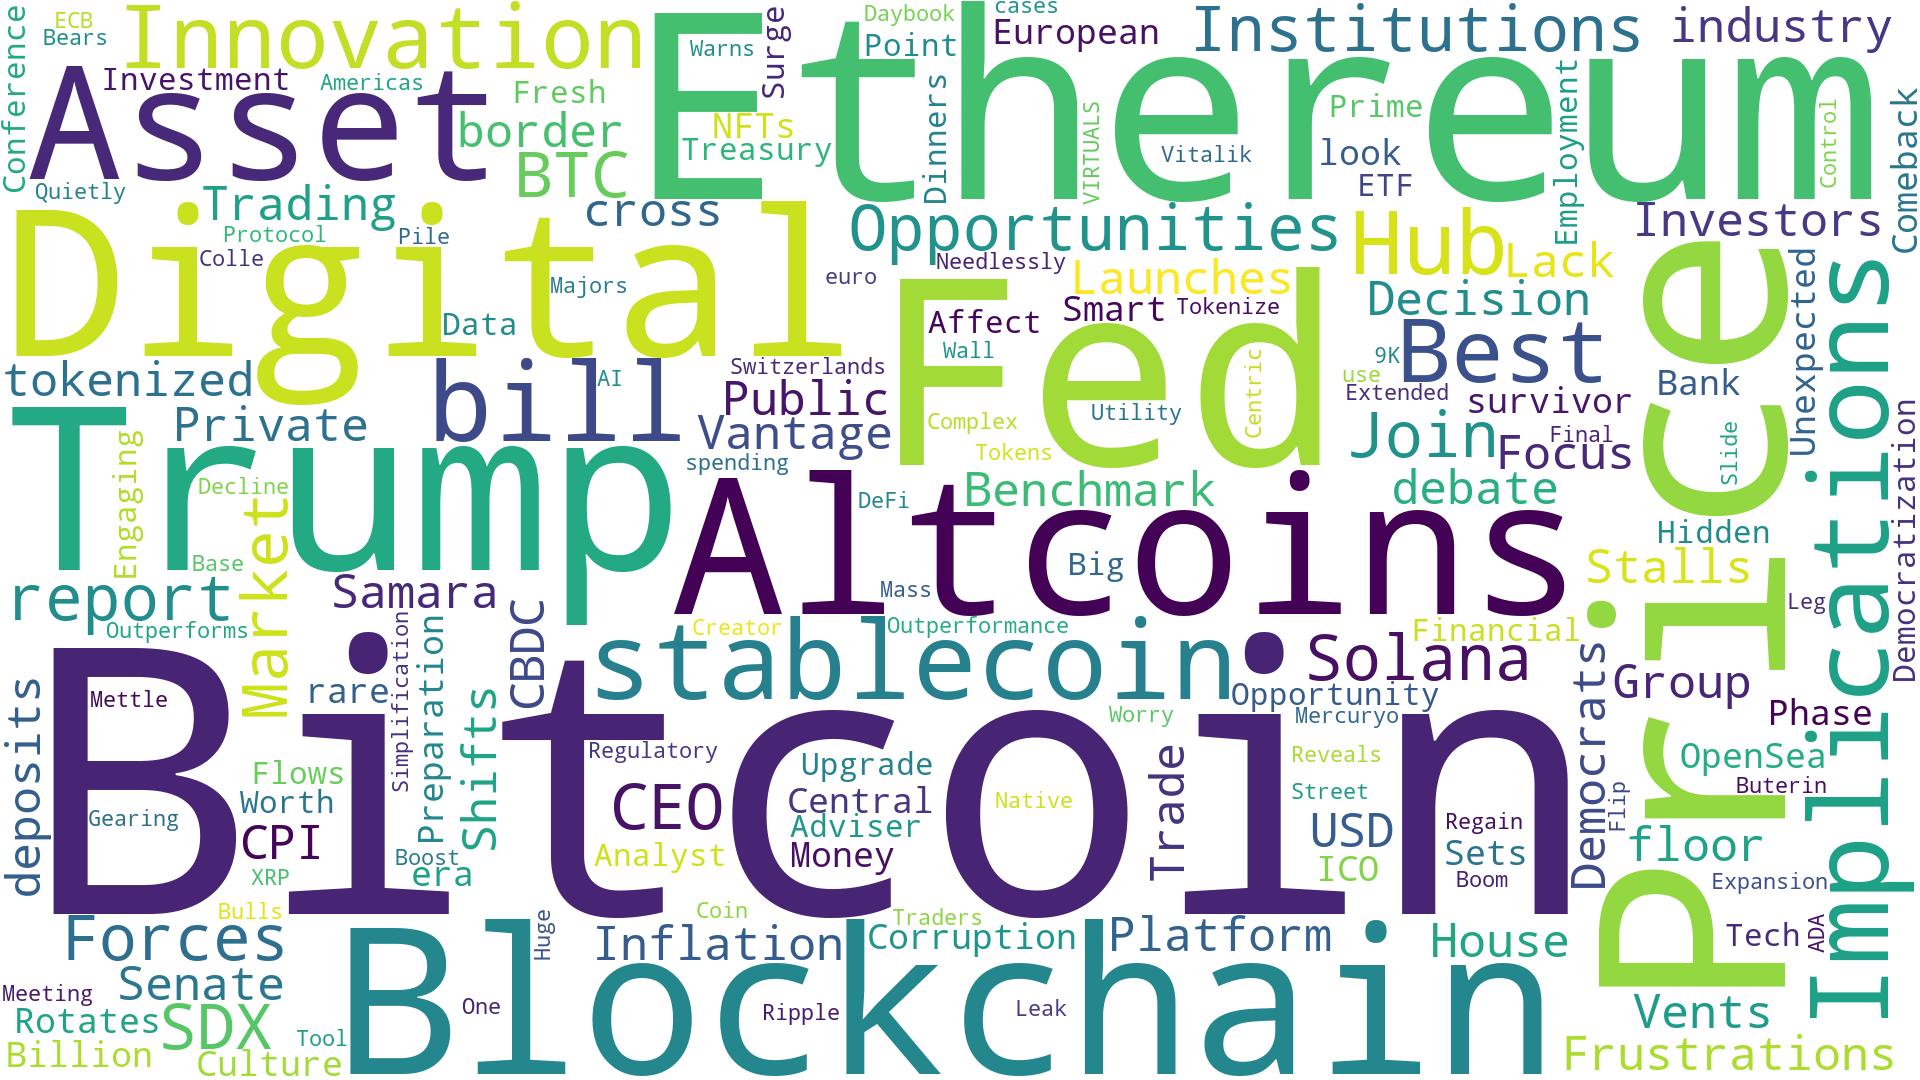 ECB
Bears
Conference
Innovation
Investment
Americas
Asset
Quietly
Fresh
border
BTC
NFTs
Treasury
Warns
Surge
Ethereum
Daybook
Point
Dinners
cases
European
VIRTUALS
Vitalik
Institutions
industry
Prime
look
ETF
Employment
Control
Comeback
Trading
Protocol
Colle
Pile
Digital
cross
Majors
Data
euro
Opportunities
Needlessly
Launches
Hub
Lack
Investors
Decision
Smart
Tokenize
Affect
Wall
Fed
Centric
Utility
Complex
Tokens
9K
Best
use
Extended
survivor
Final
Focus
Join
debate
Bank
Unexpected
Implications
Democratization
Price
Slide
Hidden
Stalls
Leg
tokenized
Private
bill
AI
Switzerlands
Public
Vantage
spending
Trump
Engaging
Decline
Base
Market
report
Outperforms
Samara
Altcoins
DeFi
Benchmark
Big
Mass
Creator
Outperformance
stablecoin
CBDC
Simplification
Preparation
Shifts
rare
deposits
Mettle
Gearing
Bitcoin
Flows
Worth
CPI
XRP
Boost
era
Regulatory
CEO
Analyst
Upgrade
Central
Adviser
Money
Native
Worry
Trade
Opportunity
Mercuryo
Reveals
Street
USD
ICO
Solana
Financial
Democrats
Flip
Regain
Sets
Boom
Group
Phase
OpenSea
Buterin
floor
Expansion
Tech
ADA
Bulls
Forces
Senate
Meeting
Rotates
SDX
Billion
Culture
Tool
Blockchain
Huge
One
Inflation
Coin
Traders
Corruption
Ripple
Leak
Platform
House
Vents
Frustrations